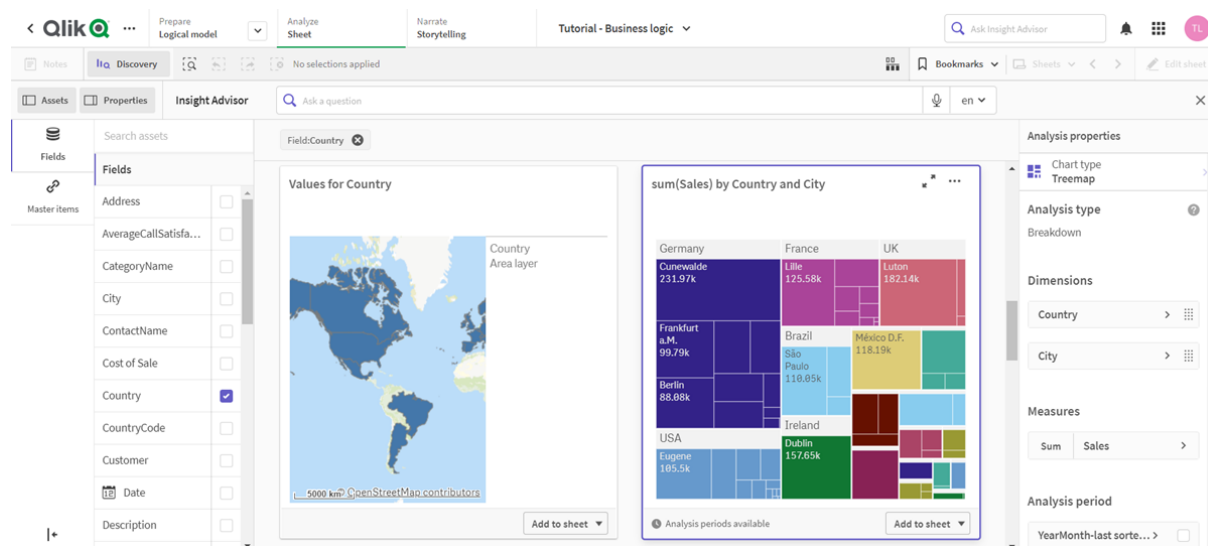 Qlik
Prepare
Logical model
Analyze
Sheet
Narrate
Storytelling
Tutorial - Business logic
Ask Insight Advisor
TL
Notes
Discovery
No selections applied
Bookmarks
Sheets
Edit sheet
Assets
Properties
Insight Advisor
Ask a question
en
Fields
Master items
Search assets
Fields
Address
AverageCallSatisfa...
CategoryName
City
ContactName
Cost of Sale
Country
CountryCode
Customer
Date
Description
Field:Country
Values for Country
Country
Area layer
5000 km
© OpenStreetMap contributors
Add to sheet
sum(Sales) by Country and City
Germany
Cunewalde
231.97k
Frankfurt
a.M.
99.79k
Berlin
88.08k
USA
Eugene
105.5k
France
Lille
125.58k
UK
Luton
182.14k
Brazil
São
Paulo
110.05k
México D.F.
118.19k
Ireland
Dublin
157.65k
Analysis periods available
Add to sheet
Analysis properties
Chart type
Treemap
Analysis type
Breakdown
Dimensions
Country
City
Measures
Sum
Sales
Analysis period
YearMonth-last sorte...